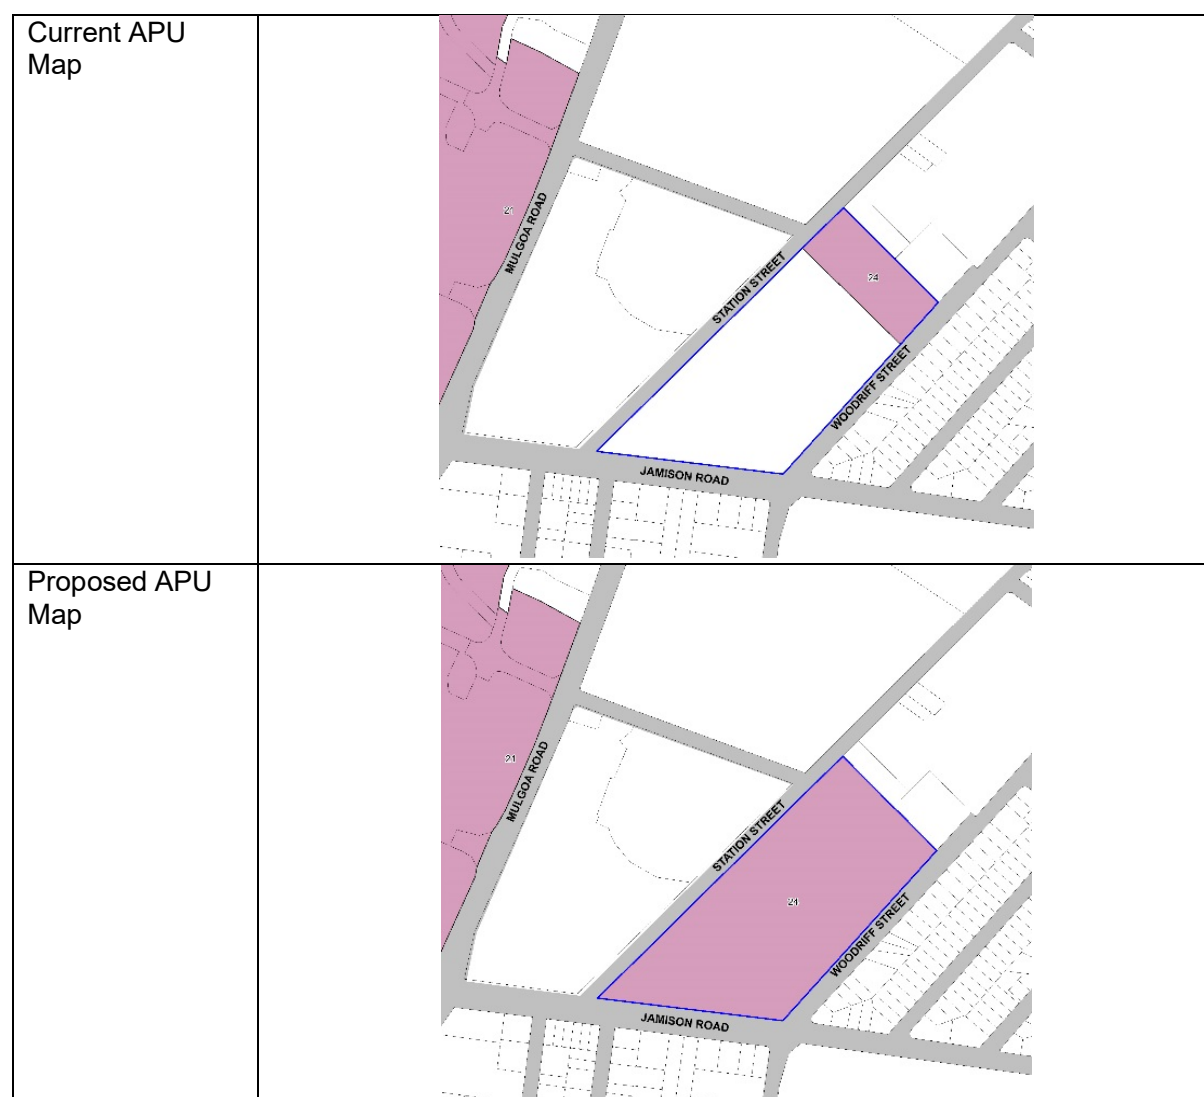 Current APU
Map
21
MULGOA ROAD
STATION STREET
24
WOODRIFF STREET
JAMISON ROAD
Proposed APU
Map
21
MULGOA ROAD
STATION STREET
24
WOODRIFF STREET
JAMISON ROAD